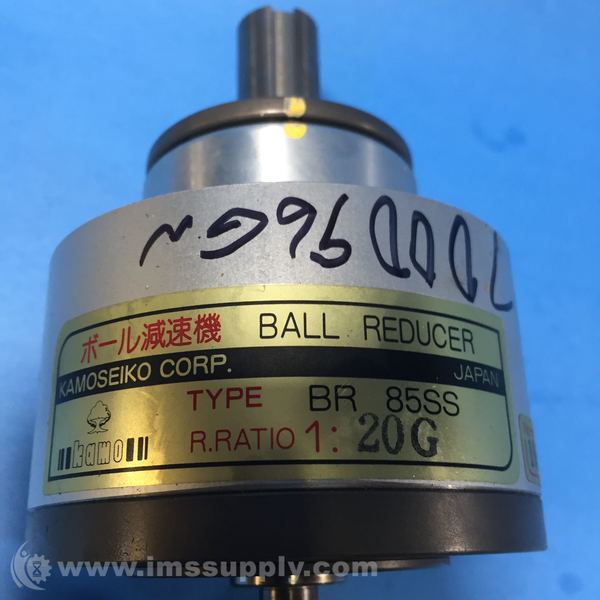 ボール減速機 BALL REDUCER
KAMOSEIKO CORP. JAPAN
TYPE BR 85SS
kamo
R.RATIO 1: 20G
www.imssupply.com